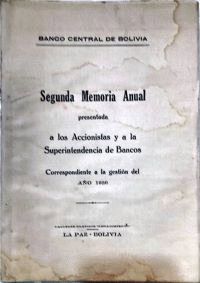 BANCO CENTRAL DE BOLIVIA
Segunda Memoria Anual
presentada
a los Accionistas y a la
Superintendencia de Bancos
Correspondiente a la gestión del
AÑO
LA PAZ - BOLIVIA